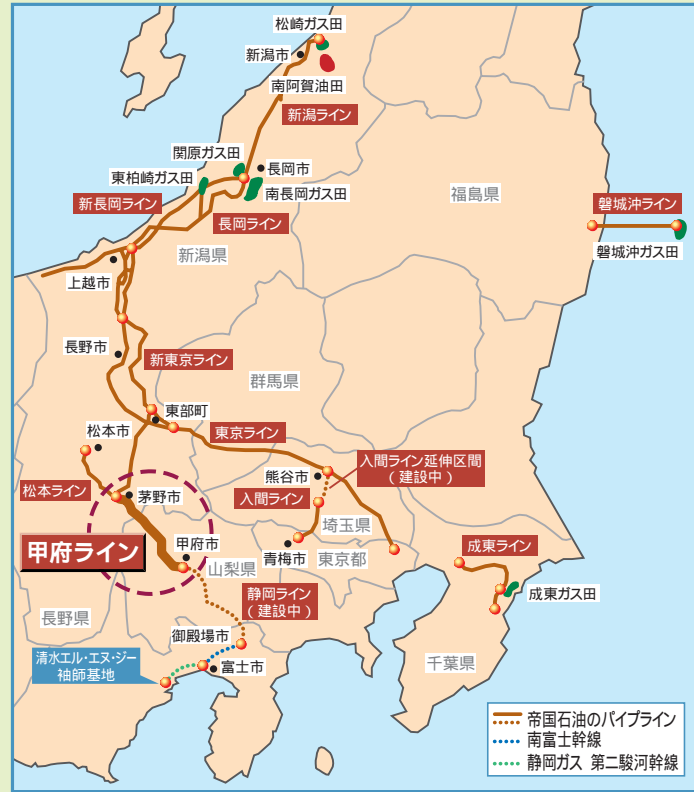 松崎ガス田
新潟市
南阿賀油田
新潟ライン
関原ガス田
長岡市
東柏崎ガス田
南長岡ガス田
福島県
新長岡ライン
磐城沖ライン
長岡ライン
磐城沖ガス田
新潟県
上越市
長野市
新東京ライン
群馬県
東部町
松本市
東京ライン
入間ライン延伸区間
(建設中)
熊谷市
松本ライン
茅野市
入間ライン
埼玉県
甲府ライン
甲府市
青梅市
東京都
成東ライン
山梨県
静岡ライン
(建設中)
成東ガス田
長野県
御殿場市
清水エル・エヌ・ジー
袖師基地
富士市
千葉県
帝国石油のパイプライン
南富士幹線
静岡ガス 第二駿河幹線